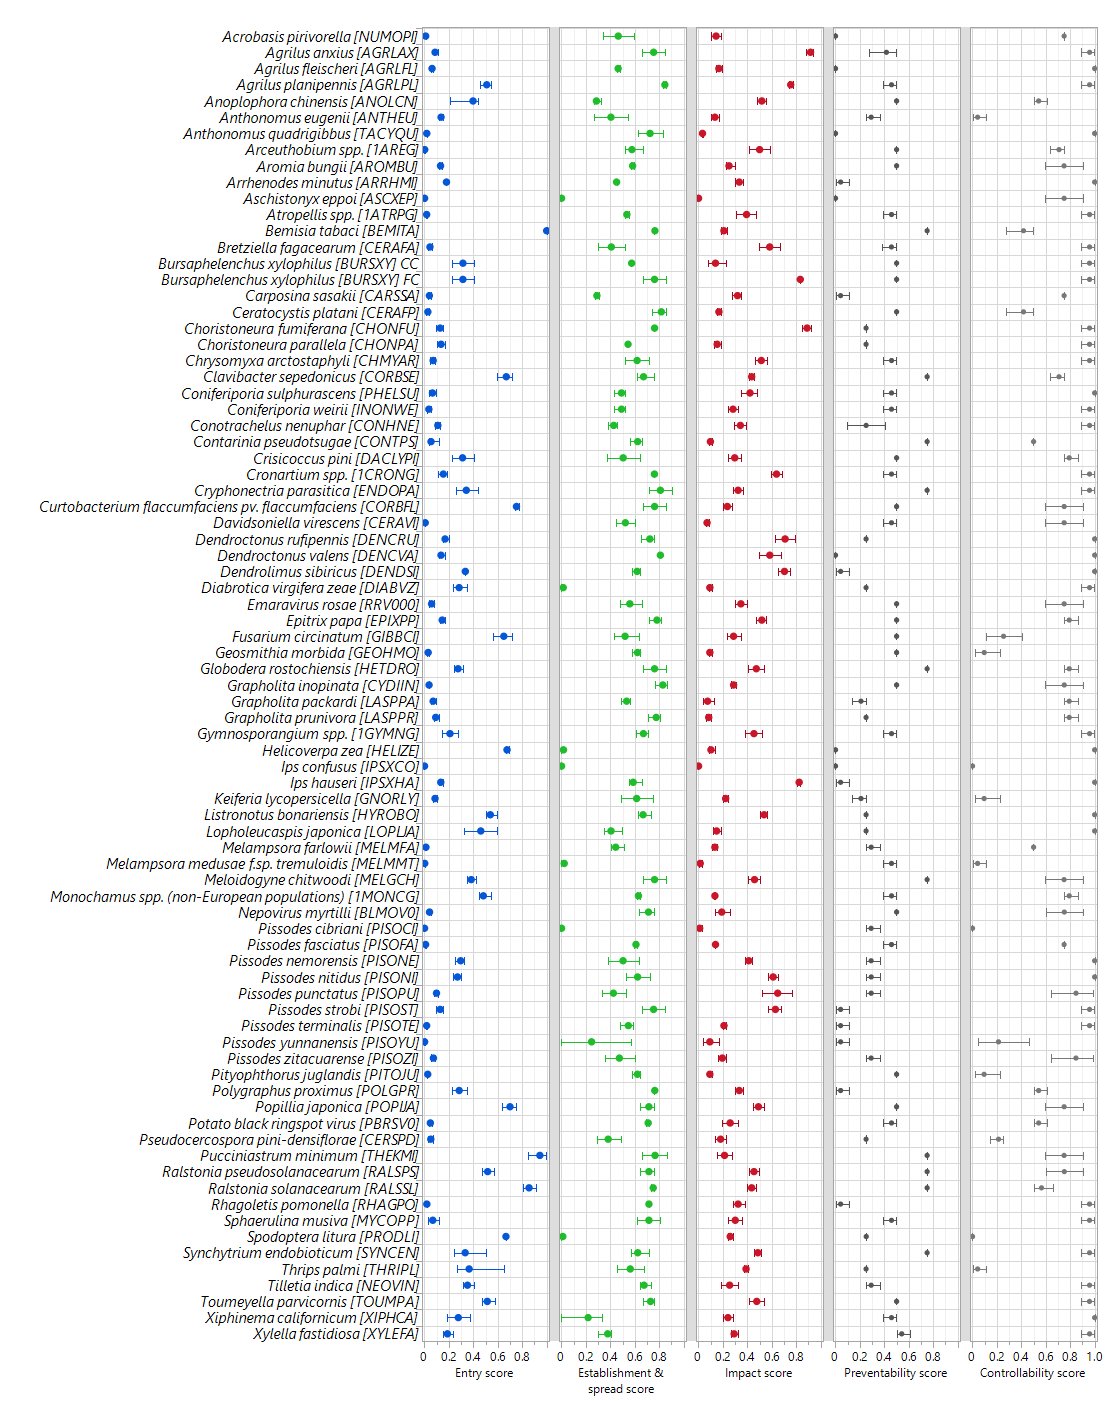 Acrobasis pirivorella [NUMOPI]
Agrilus anxius [AGRLAX]
Agrilus fleischeri [AGRLFL]
Agrilus planipennis [AGRLPL]
Anoplophora chinensis [ANOLCN]
Anthonomus eugenii [ANTHEU]
Anthonomus quadrigibbus [TACYQU]
Arceuthobium spp. [1AREG]
Aromia bungii [AROMBU]
Arrhenodes minutus [ARRHMI]
Aschistonyx eppoi [ASCXEP]
Atropellis spp. [1ATRPG]
Bemisia tabaci [BEMITA]
Bretziella fagacearum [CERAFA]
Bursaphelenchus xylophilus [BURSXY] CC
Bursaphelenchus xylophilus [BURSXY] FC
Carposina sasakii [CARSSA]
Ceratocystis platani [CERAFP]
Choristoneura fumiferana [CHONFU]
Choristoneura parallela [CHONPA]
Chrysomyxa arctostaphyli [CHMYAR]
Clavibacter sepedonicus [CORBSE]
Coniferiporia sulphurascens [PHELSU]
Coniferiporia weirii [INONWE]
Conotrachelus nenuphar [CONHNE]
Contarinia pseudotsugae [CONTPS]
Crisicoccus pini [DACLYPI]
Cronartium spp. [1CRONG]
Cryphonectria parasitica [ENDOPA]
Curtobacterium flaccumfaciens pv. flaccumfaciens [CORBFL]
Davidsoniella virescens [CERAVI]
Dendroctonus rufipennis [DENCRU]
Dendroctonus valens [DENCVA]
Dendrolimus sibiricus [DENDSI]
Diabrotica virgifera zeae [DIABVZ]
Emaravirus rosae [RRV000]
Epitrix papa [EPIXPP]
Fusarium circinatum [GIBBCI]
Geosmithia morbida [GEOHMO]
Globodera rostochiensis [HETDRO]
Grapholita inopinata [CYDIIN]
Grapholita packardi [LASPPA]
Grapholita prunivora [LASPPR]
Gymnosporangium spp. [1GYMNG]
Helicoverpa zea [HELIZE]
Ips confusus [IPSXCO]
Ips hauseri [IPSXHA]
Keiferia lycopersicella [GNORLY]
Listronotus bonariensis [HYROBO]
Lopholeucaspis japonica [LOPLJA]
Melampsora farlowii [MELMFA]
Melampsora medusae f.sp. tremuloidis [MELMMT]
Meloidogyne chitwoodi [MELGCH]
Monochamus spp. (non-European populations) [1MONCG]
Nepovirus myrtilli [BLMOV0]
Pissodes cibriani [PISOCI]
Pissodes fasciatus [PISOFA]
Pissodes nemorensis [PISONE]
Pissodes nitidus [PISONI]
Pissodes punctatus [PISOPU]
Pissodes strobi [PISOST]
Pissodes terminalis [PISOTE]
Pissodes yunnanensis [PISOYU]
Pissodes zitacuarense [PISOZI]
Pityophthorus juglandis [PITOJU]
Polygraphus proximus [POLGPR]
Popillia japonica [POPIJA]
Potato black ringspot virus [PBRSV0]
Pseudocercospora pini-densiflorae [CERSPD]
Pucciniastrum minimum [THEKMI]
Ralstonia pseudosolanacearum [RALSPS]
Ralstonia solanacearum [RALSSL]
Rhagoletis pomonella [RHAGPO]
Sphaerulina musiva [MYCOPP]
Spodoptera litura [PRODLI]
Synchytrium endobioticum [SYNCEN]
Thrips palmi [THRIPL]
Tilletia indica [NEOVIN]
Toumeyella parvicornis [TOUMPA]
Xiphinema californicum [XIPHCA]
Xylella fastidiosa [XYLEFA]
0 0.2 0.4 0.6 0.8 0 0.2 0.4 0.6 0.8 0 0.2 0.4 0.6 0.8 0 0.2 0.4 0.6 0.8 0 0.2 0.4 0.6 0.8 1.0
Entry score Establishment & Impact score Preventability score Controllability score
spread score